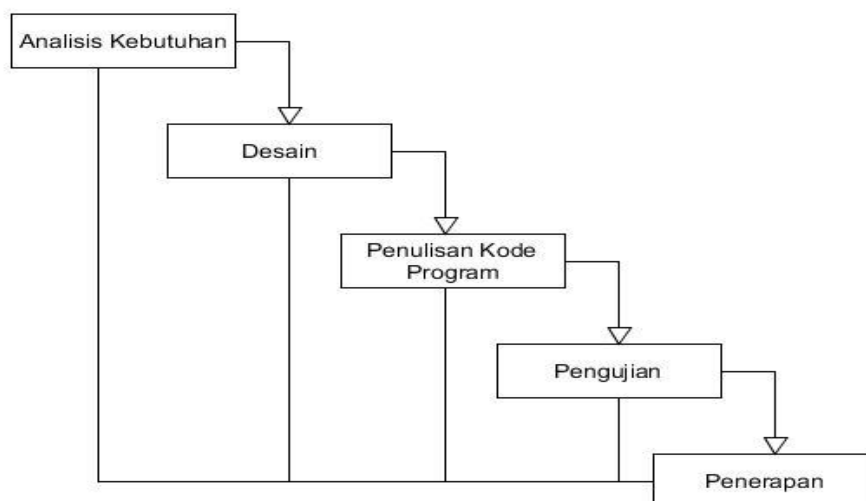 Analisis Kebutuhan
Desain
Penulisan Kode
Program
Pengujian
Penerapan